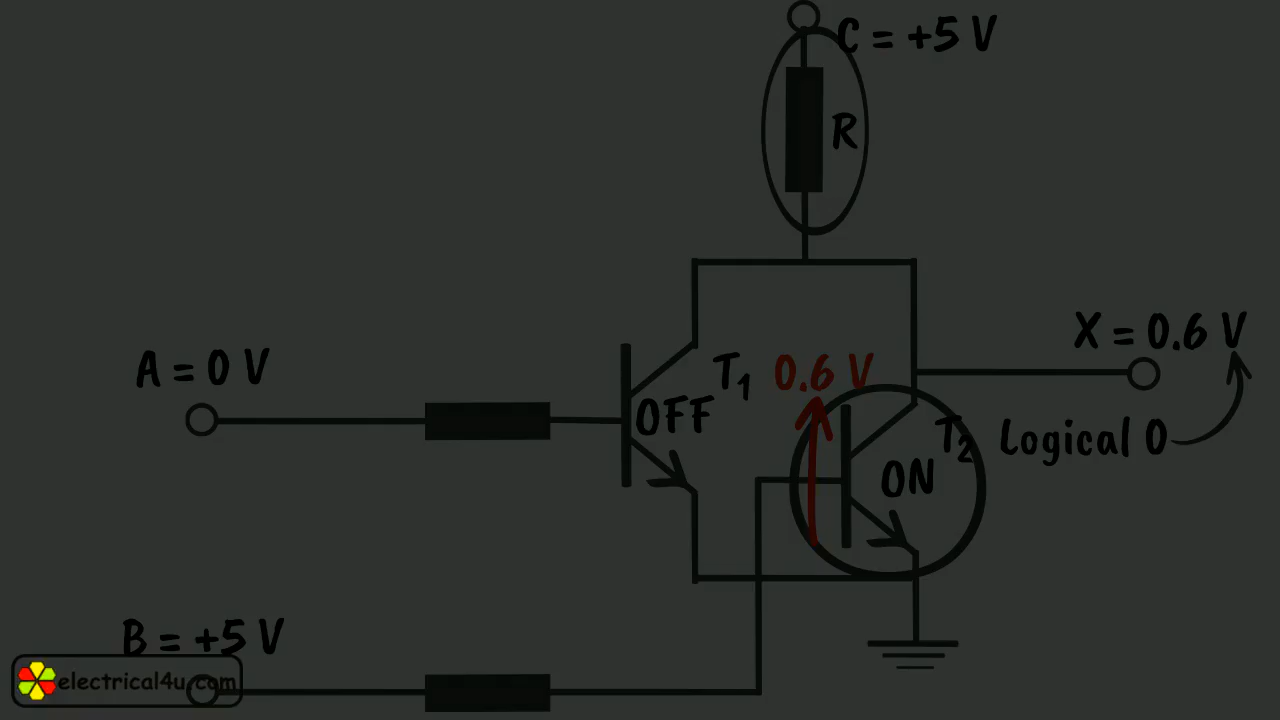 C = +5 V
R
X = 0.6 V
A = 0 V
T1 0.6 V
OFF
T2 Logical 0
ON
B = +5 V
electrical4u.com